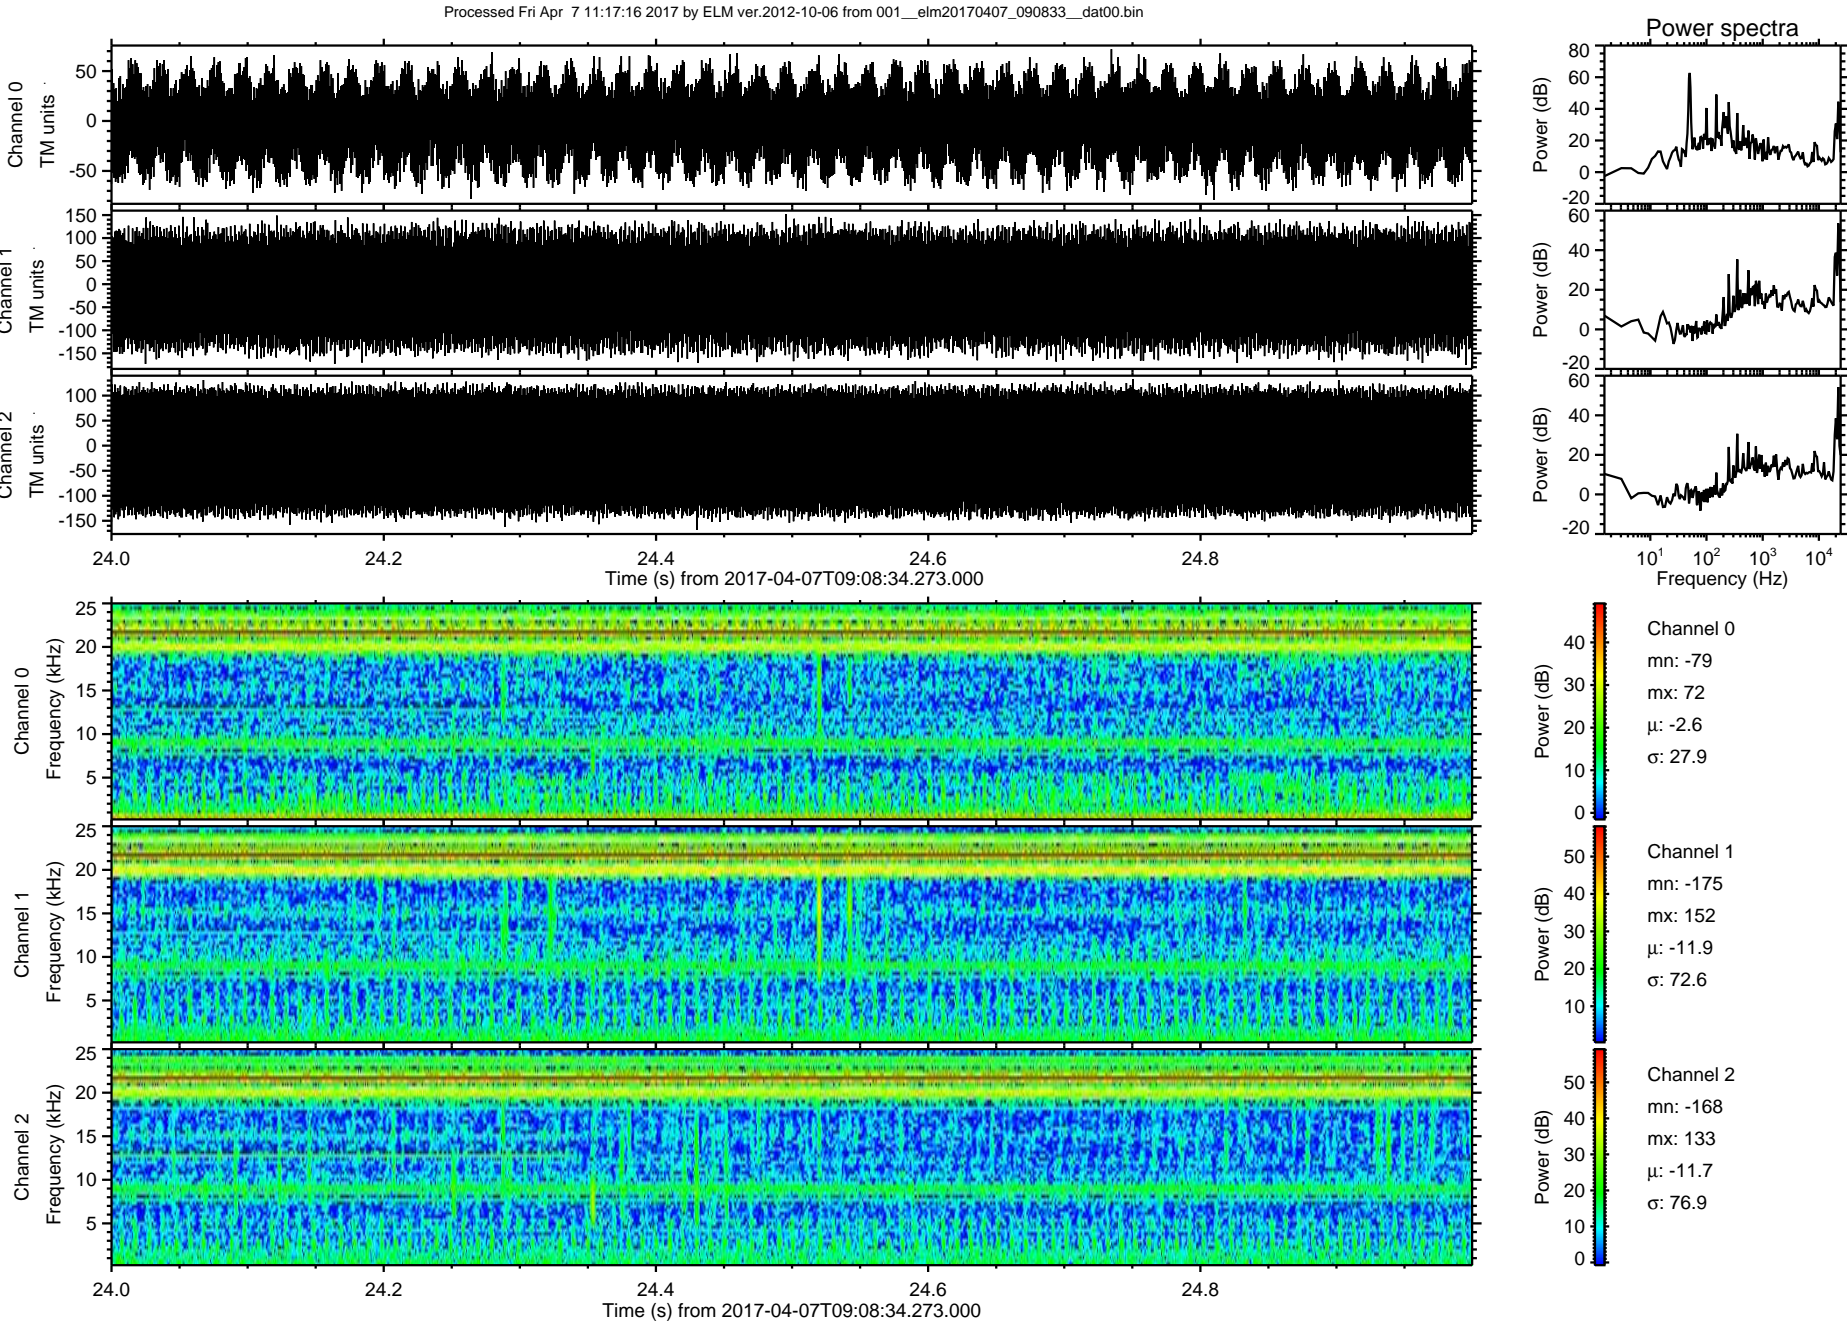 Processed Fri Apr  7 11:17:16 2017 by ELM ver.2012-10-06 from 001__elm20170407_090833__dat00.bin
Power spectra
Channel 0
TM units
50
0
-50
Power (dB)
80
60
40
20
0
-20
Channel 1
TM units
150
100
50
0
-50
-100
-150
Power (dB)
60
40
20
0
-20
Channel 2
TM units
100
50
0
-50
-100
-150
Power (dB)
60
40
20
0
-20
24.0
24.2
24.4
24.6
24.8
Time (s) from 2017-04-07T09:08:34.273.000
10¹
10²
10³
10⁴
Frequency (Hz)
Channel 0
Frequency (kHz)
25
20
15
10
5
Power (dB)
40
30
20
10
0
Channel 0
mn: -79
mx: 72
μ: -2.6
σ: 27.9
Channel 1
Frequency (kHz)
25
20
15
10
5
Power (dB)
50
40
30
20
10
Channel 1
mn: -175
mx: 152
μ: -11.9
σ: 72.6
Channel 2
Frequency (kHz)
25
20
15
10
5
Power (dB)
50
40
30
20
10
0
Channel 2
mn: -168
mx: 133
μ: -11.7
σ: 76.9
24.0
24.2
24.4
24.6
24.8
Time (s) from 2017-04-07T09:08:34.273.000